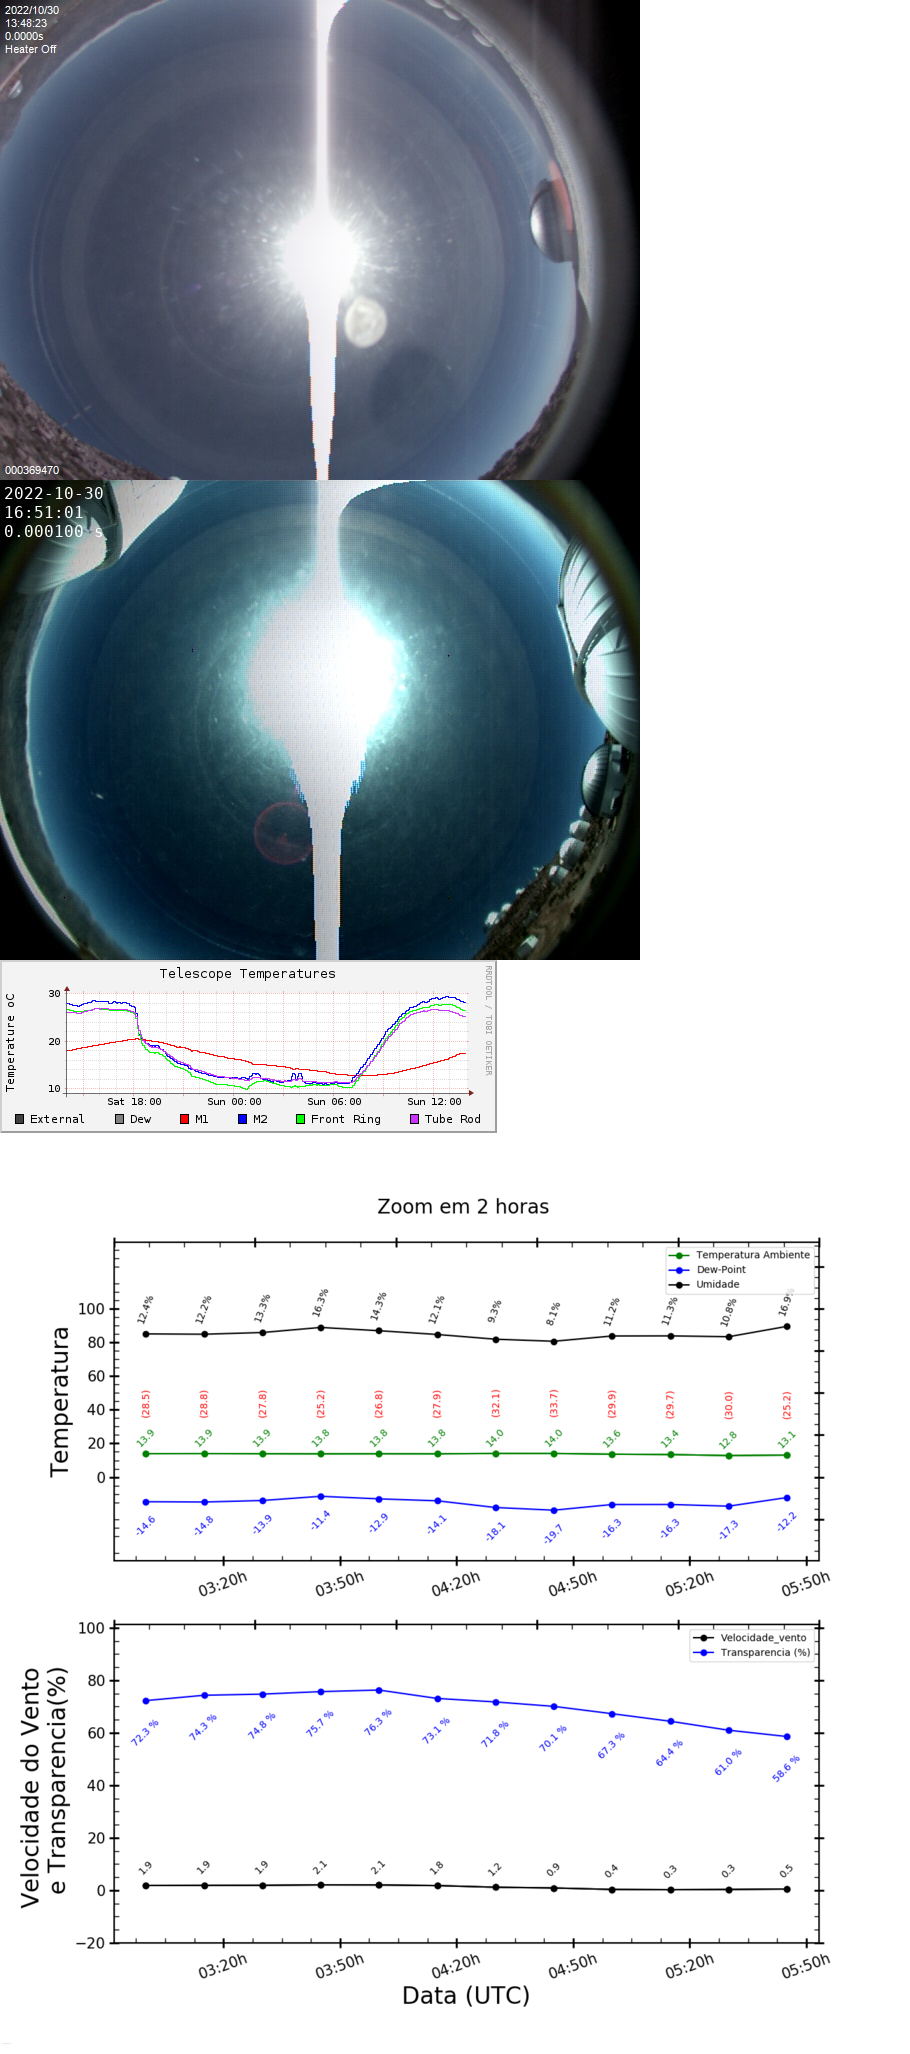 2022/10/30
13:48:23
0.0000s
Heater Off
000369470
2022-10-30
16:51:01
0.000100 s
Telescope Temperatures
RRDTOOL / TOBI OETIKER
Temperature oC
30
20
10
Sat 18:00 Sun 00:00 Sun 06:00 Sun 12:00
External Dew M1 M2 Front Ring Tube Rod
Zoom em 2 horas
Temperatura Ambiente
Dew-Point
Umidade
Temperatura
100
80
60
40
20
0
12.4% 12.2% 13.3% 16.3% 14.3% 12.1% 9.3% 8.1% 11.2% 11.3% 10.8% 16.9%
(28.5) (28.8) (27.8) (25.2) (26.8) (27.9) (32.1) (33.7) (29.9) (29.7) (30.0) (25.2)
13.9 13.9 13.9 13.8 13.8 13.8 14.0 14.0 13.6 13.4 12.8 13.1
-14.6 -14.8 -13.9 -11.4 -12.9 -14.1 -18.1 -19.7 -16.3 -16.3 -17.3 -12.2
03:20h 03:50h 04:20h 04:50h 05:20h 05:50h
Velocidade_vento
Transparencia (%)
Velocidade do Vento
e Transparencia(%)
100
80
60
40
20
0
−20
72.3 % 74.3 % 74.8 % 75.7 % 76.3 % 73.1 % 71.8 % 70.1 % 67.3 % 64.4 % 61.0 % 58.6 %
1.9 1.9 1.9 2.1 2.1 1.8 1.2 0.9 0.4 0.3 0.3 0.5
03:20h 03:50h 04:20h 04:50h 05:20h 05:50h
Data (UTC)